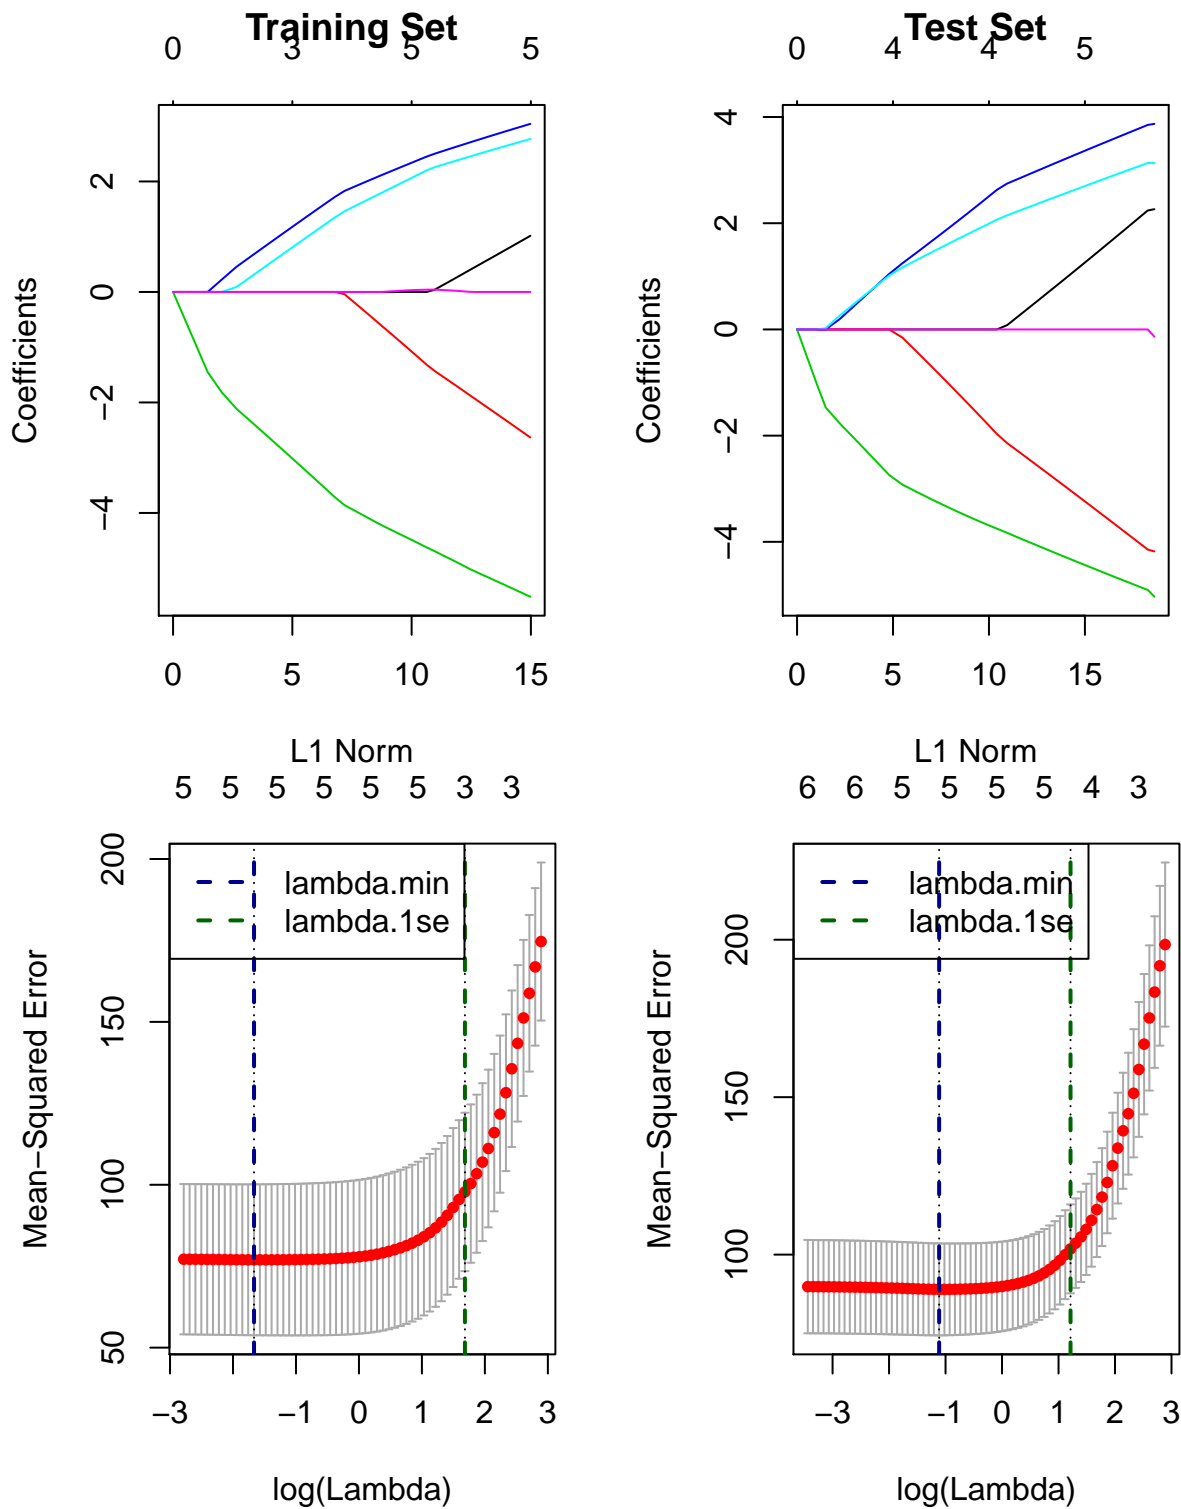 Training Set
0 3 5 5
Coefficients
2
0
−2
−4
0 5 10 15
L1 Norm
Test Set
0 4 4 5
Coefficients
4
2
0
−2
−4
0 5 10 15
L1 Norm
5 5 5 5 5 5 3 3
Mean−Squared Error
200
150
100
50
lambda.min
lambda.1se
−3 −1 0 1 2 3
log(Lambda)
6 6 5 5 5 5 4 3
Mean−Squared Error
200
150
100
lambda.min
lambda.1se
−3 −1 0 1 2 3
log(Lambda)